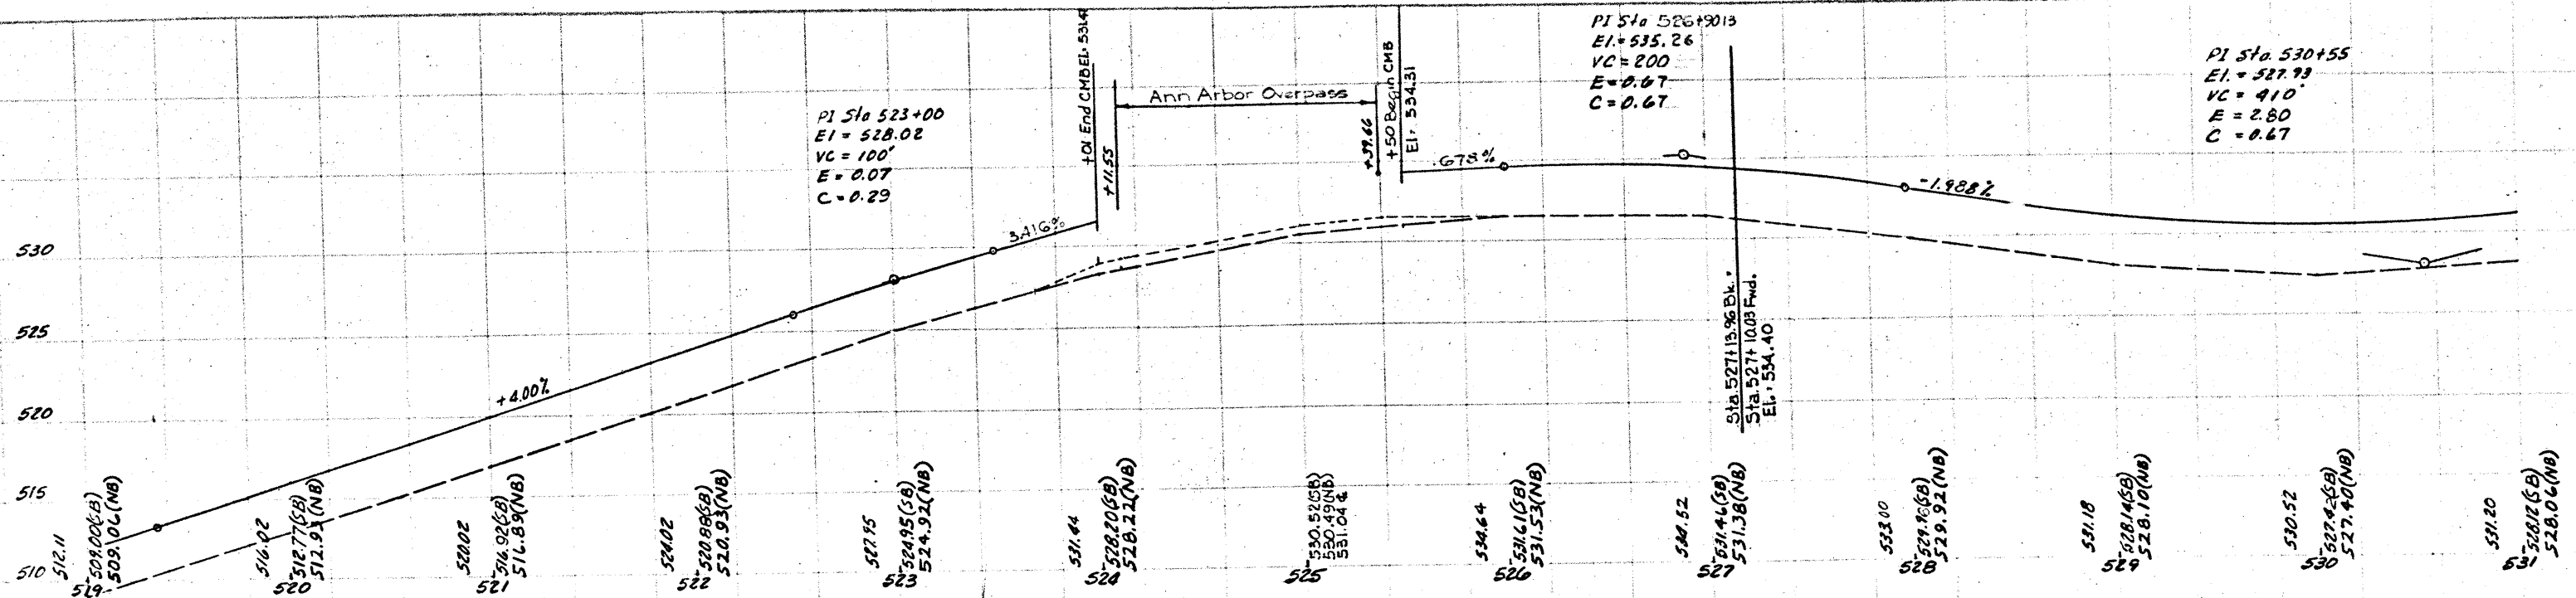 PI Sta 523+00
El = 528.02
VC = 100'
E = 0.07
C = 0.29
+01 End CMB El. 531.47
+11.55
Ann Arbor Overpass
+39.66
+50 Begin CMB
El. 534.31
PI Sta 526+9013
El. = 535.26
VC = 200
E = 0.67
C = 0.67
PI Sta. 530+55
El. = 527.93
VC = 410'
E = 2.80
C = 0.67
+4.00%
3.416%
.678%
-1.988%
Sta. 527+13.96 Bk. =
Sta. 527+10.03 Fwd.
El. 534.40
530
525
520
515
510
512.11
509.00(SB)
509.06(NB)
519
516.02
512.77(SB)
512.93(NB)
520
520.02
516.92(SB)
516.89(NB)
521
524.02
520.88(SB)
520.93(NB)
522
527.95
524.95(SB)
524.92(NB)
523
531.44
528.20(SB)
528.22(NB)
524
530.52(SB)
530.49(NB)
531.04 ℄
525
534.64
531.61(SB)
531.53(NB)
526
534.52
531.46(SB)
531.38(NB)
527
533.00
529.96(SB)
529.92(NB)
528
531.18
528.14(SB)
528.10(NB)
529
530.52
527.42(SB)
527.40(NB)
530
531.20
528.12(SB)
528.06(NB)
531